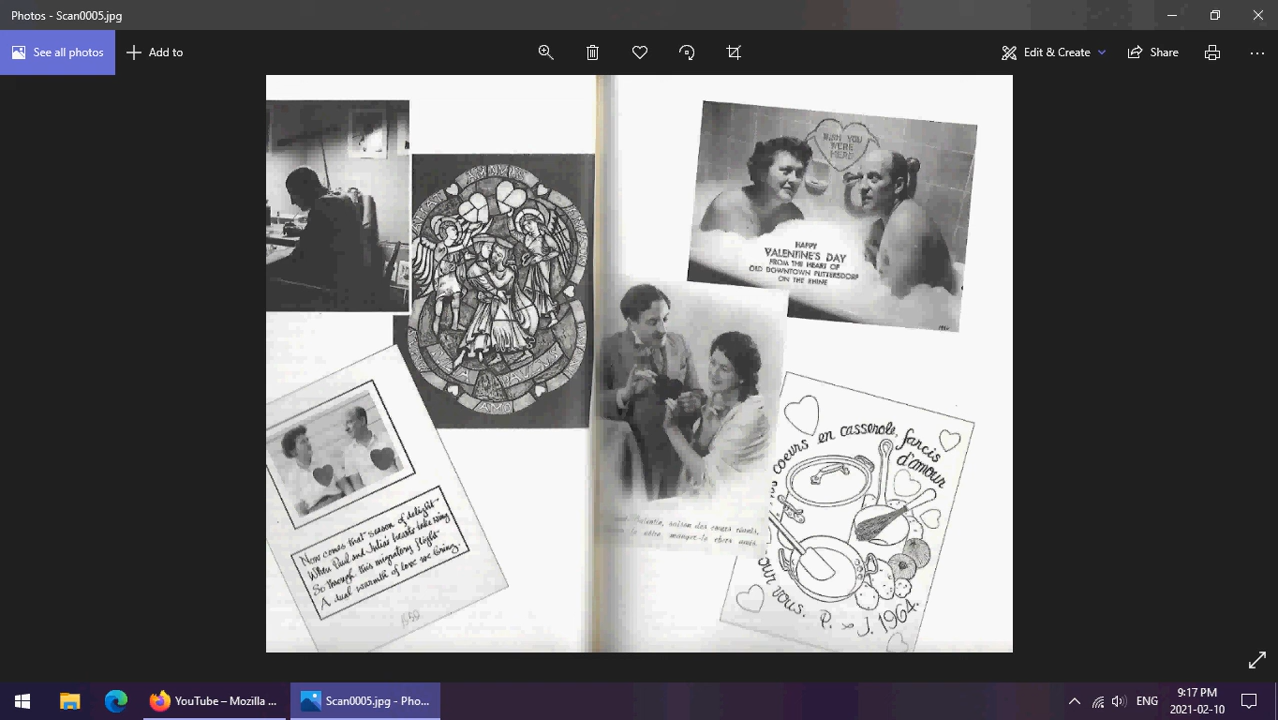 Photos - Scan0005.jpg
See all photos
Add to
Edit & Create
Share
WISH YOU
WERE
HERE
HAPPY
VALENTINE'S DAY
FROM THE HEART OF
OLD DOWNTOWN PLITTERSDORF
ON THE RHINE
coeurs en casserole, farcis
d'amour
vous. P. & J. 1964.
saison des coeurs
Now comes that season of delight
When Paul and Julia's hearts take wing
So through this migratory flight
A dual warmth of love we bring.
YouTube – Mozilla ...
Scan0005.jpg - Pho...
ENG
9:17 PM
2021-02-10